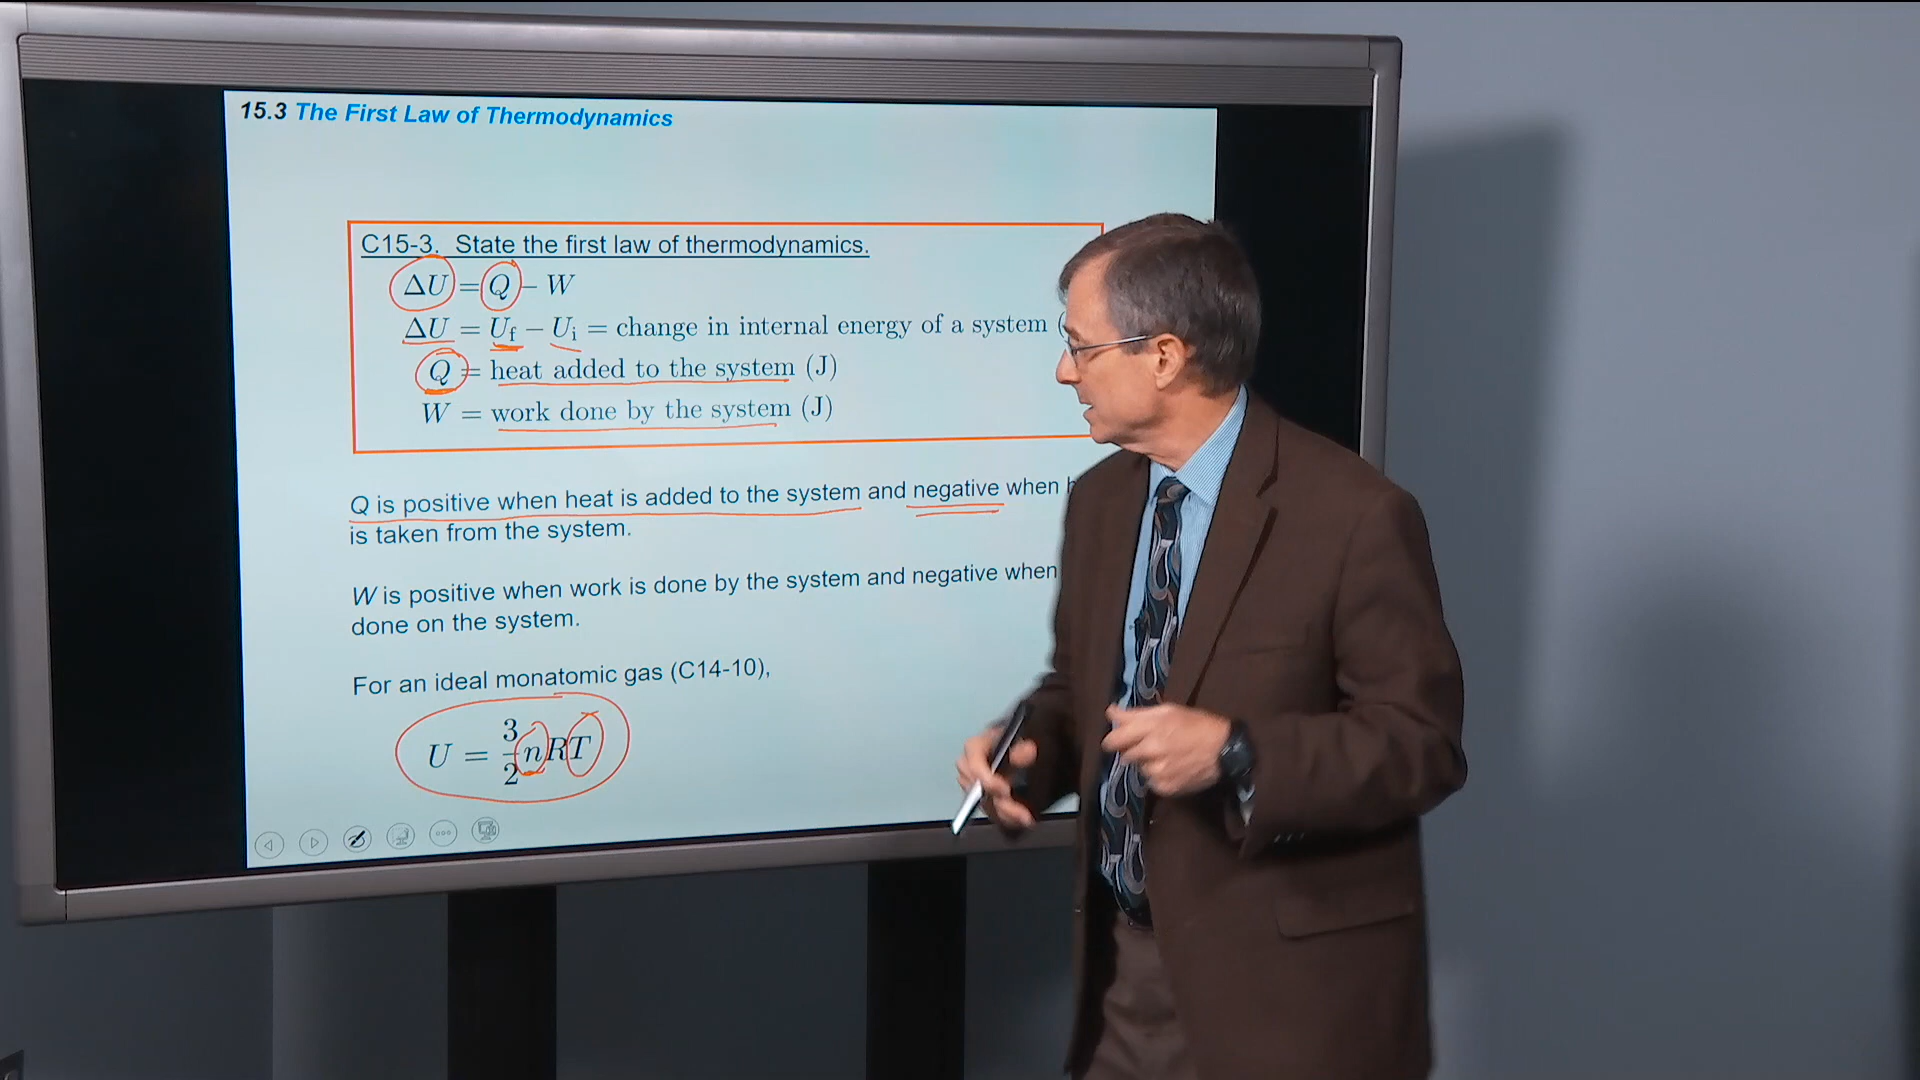 15.3 The First Law of Thermodynamics
C15-3. State the first law of thermodynamics.
ΔU = Q − W
ΔU = Uf − Ui = change in internal energy of a system (
Q = heat added to the system (J)
W = work done by the system (J)
Q is positive when heat is added to the system and negative when
is taken from the system.
W is positive when work is done by the system and negative when
done on the system.
For an ideal monatomic gas (C14-10),
U = 3/2 nRT